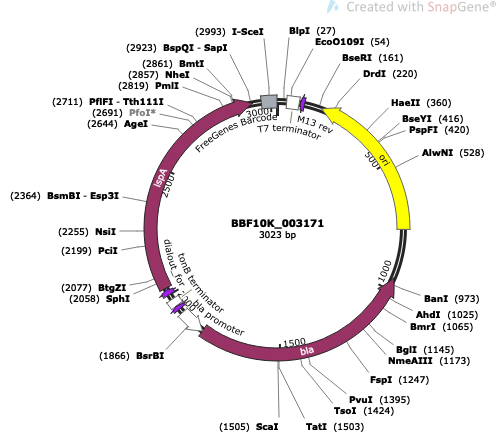 Created with SnapGene®
(2993) I-SceI
BlpI (27)
EcoO109I (54)
(2923) BspQI - SapI
BseRI (161)
(2861) BmtI
(2857) NheI
DrdI (220)
(2819) PmlI
(2711) PflFI - Tth111I
HaeII (360)
(2691) PfoI*
BseYI (416)
(2644) AgeI
PspFI (420)
AlwNI (528)
FreeGenes Barcode
3000
T7 terminator
M13 rev
ori
500
ispA
2500
(2364) BsmBI - Esp3I
(2255) NsiI
(2199) PciI
BBF10K_003171
3023 bp
dialout_for
tonB terminator
bla promoter
1000
(2077) BtgZI
(2058) SphI
BanI (973)
AhdI (1025)
BmrI (1065)
(1866) BsrBI
1500
bla
BglI (1145)
NmeAIII (1173)
FspI (1247)
PvuI (1395)
TsoI (1424)
(1505) ScaI
TatI (1503)